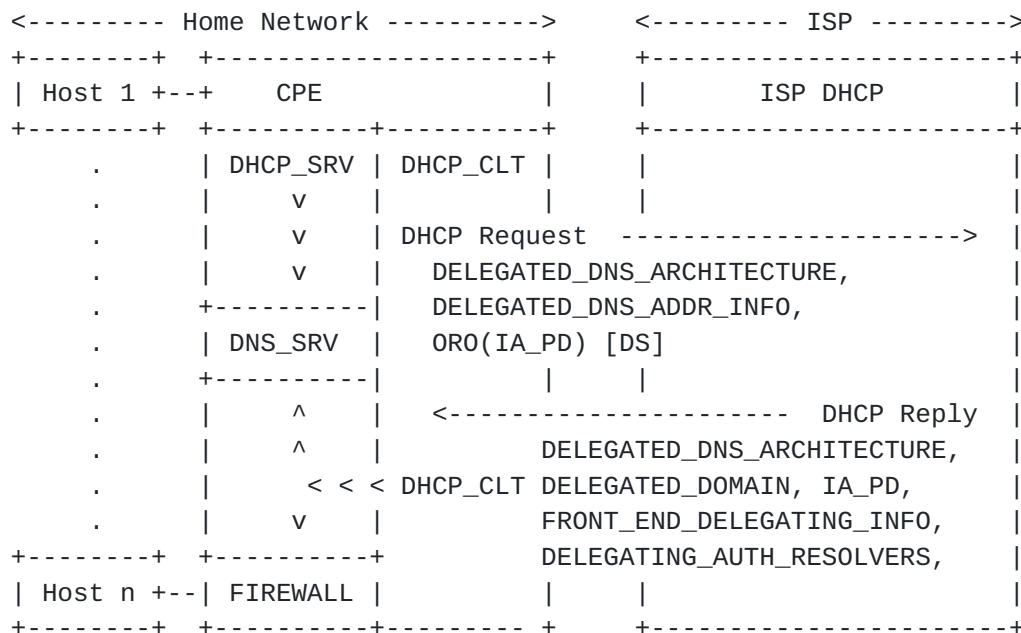 <--------- Home Network ---------->     <--------- ISP --------->
+--------+  +---------------------+     +-----------------------+
| Host 1 +--+    CPE              |     |       ISP DHCP        |
+--------+  +----------+----------+     +-----------------------+
     .      | DHCP_SRV | DHCP_CLT |     |                       |
     .      |     v    |          |     |                       |
     .      |     v    | DHCP Request  ---------------------->  |
     .      |     v    |   DELEGATED_DNS_ARCHITECTURE,          |
     .      +----------|   DELEGATED_DNS_ADDR_INFO,             |
     .      | DNS_SRV  |   ORO(IA_PD) [DS]                      |
     .      +----------|          |     |                       |
     .      |     ^    |   <----------------------  DHCP Reply  |
     .      |     ^    |          DELEGATED_DNS_ARCHITECTURE,   |
     .      |      < < < DHCP_CLT DELEGATED_DOMAIN, IA_PD,      |
     .      |     v    |          FRONT_END_DELEGATING_INFO,    |
+--------+  +----------+          DELEGATING_AUTH_RESOLVERS,    |
| Host n +--| FIREWALL |          |     |                       |
+--------+  +----------+--------- +     +-----------------------+